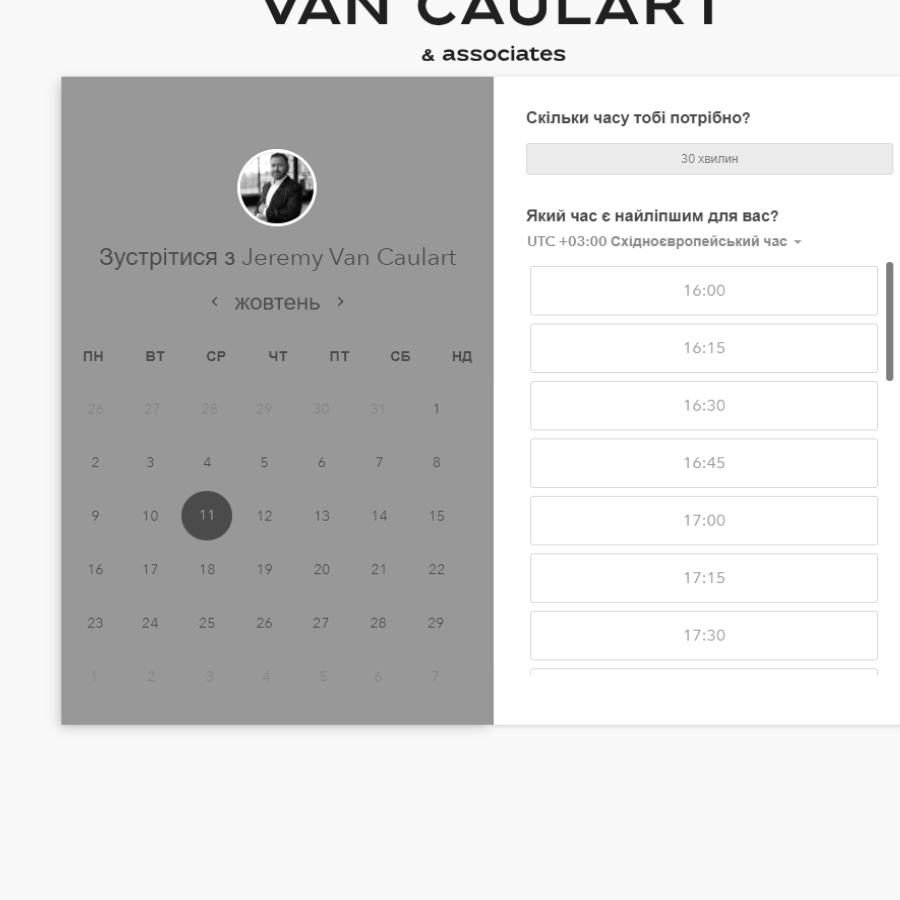 VAN CAULART
& associates
Зустрітися з Jeremy Van Caulart
жовтень
ПН ВТ СР ЧТ ПТ СБ НД
26 27 28 29 30 31 1
2 3 4 5 6 7 8
9 10 11 12 13 14 15
16 17 18 19 20 21 22
23 24 25 26 27 28 29
1 2 3 4 5 6 7
Скільки часу тобі потрібно?
30 хвилин
Який час є найліпшим для вас?
UTC +03:00 Східноєвропейський час
16:00
16:15
16:30
16:45
17:00
17:15
17:30